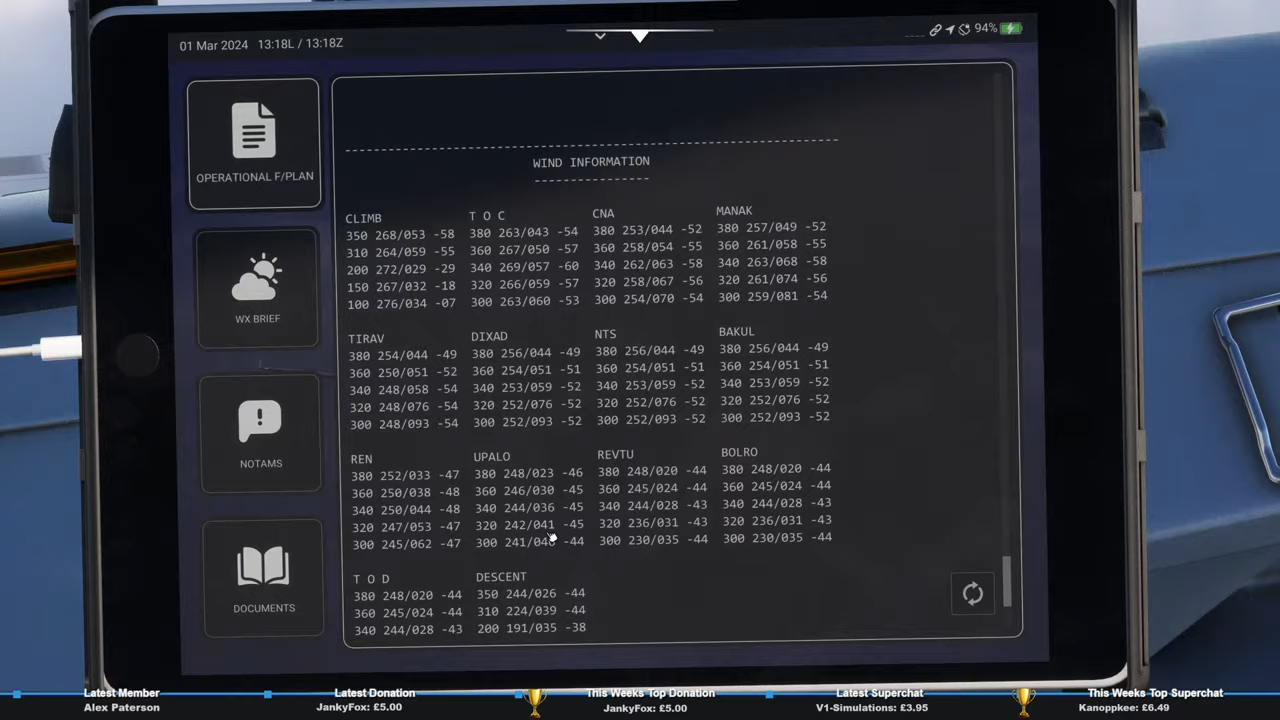 01 Mar 2024 13:18L / 13:18Z
94%
OPERATIONAL F/PLAN
WX BRIEF
NOTAMS
DOCUMENTS
WIND INFORMATION
CLIMB T O C CNA MANAK
350 268/053 -58 380 263/043 -54 380 253/044 -52 380 257/049 -52
310 264/059 -55 360 267/050 -57 360 258/054 -55 360 261/058 -55
200 272/029 -29 340 269/057 -60 340 262/063 -58 340 263/068 -58
150 267/032 -18 320 266/059 -57 320 258/067 -56 320 261/074 -56
100 276/034 -07 300 263/060 -53 300 254/070 -54 300 259/081 -54
TIRAV DIXAD NTS BAKUL
380 254/044 -49 380 256/044 -49 380 256/044 -49 380 256/044 -49
360 250/051 -52 360 254/051 -51 360 254/051 -51 360 254/051 -51
340 248/058 -54 340 253/059 -52 340 253/059 -52 340 253/059 -52
320 248/076 -54 320 252/076 -52 320 252/076 -52 320 252/076 -52
300 248/093 -54 300 252/093 -52 300 252/093 -52 300 252/093 -52
REN UPALO REVTU BOLRO
380 252/033 -47 380 248/023 -46 380 248/020 -44 380 248/020 -44
360 250/038 -48 360 246/030 -45 360 245/024 -44 360 245/024 -44
340 250/044 -48 340 244/036 -45 340 244/028 -43 340 244/028 -43
320 247/053 -47 320 242/041 -45 320 236/031 -43 320 236/031 -43
300 245/062 -47 300 -44 300 230/035 -44 300 230/035 -44
T O D DESCENT
380 248/020 -44 350 244/026 -44
360 245/024 -44 310 224/039 -44
340 244/028 -43 200 191/035 -38
Latest Member Latest Donation This Weeks Top Donation Latest Superchat This Weeks Top Superchat
Alex Paterson JankyFox: £5.00 JankyFox: £5.00 V1-Simulations: £3.95 Kanoppkee: £6.49